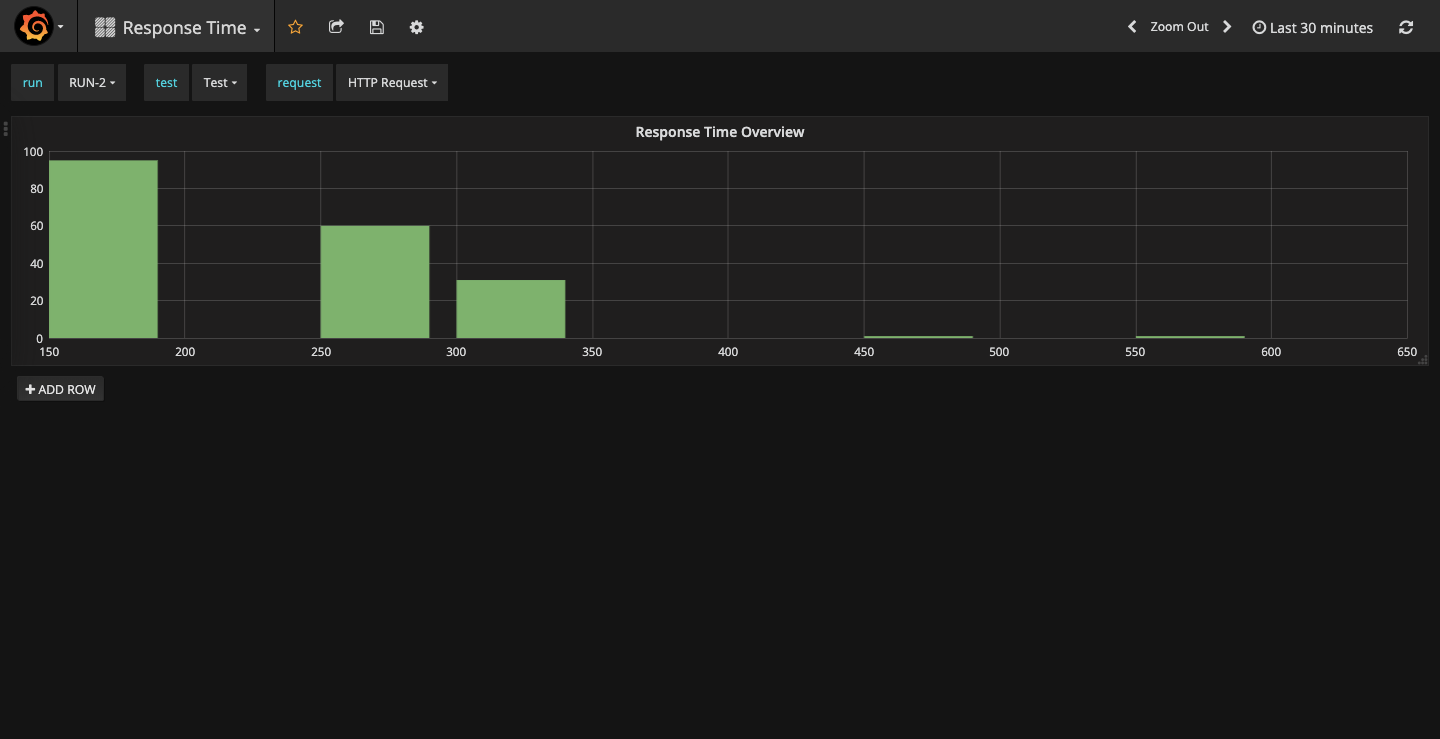 Response Time
Zoom Out
Last 30 minutes
run RUN-2 test Test request HTTP Request
Response Time Overview
100
80
60
40
20
0
150 200 250 300 350 400 450 500 550 600 650
ADD ROW